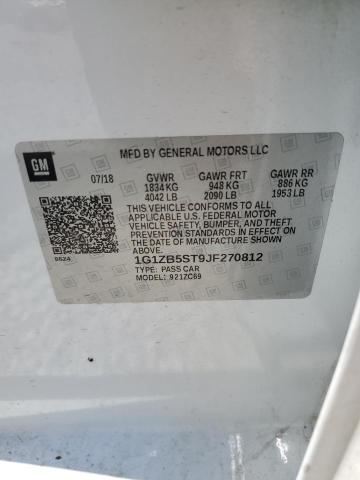 GM
MFD BY GENERAL MOTORS LLC
07/18 GVWR GAWR FRT GAWR RR
1834 KG 948 KG 886 KG
4042 LB 2090 LB 1953 LB
THIS VEHICLE CONFORMS TO ALL
APPLICABLE U.S. FEDERAL MOTOR
VEHICLE SAFETY, BUMPER, AND THEFT
PREVENTION STANDARDS IN EFFECT ON
THE DATE OF MANUFACTURE SHOWN
ABOVE.
1G1ZB5ST9JF270812
TYPE: PASS CAR
MODEL: 921ZC69